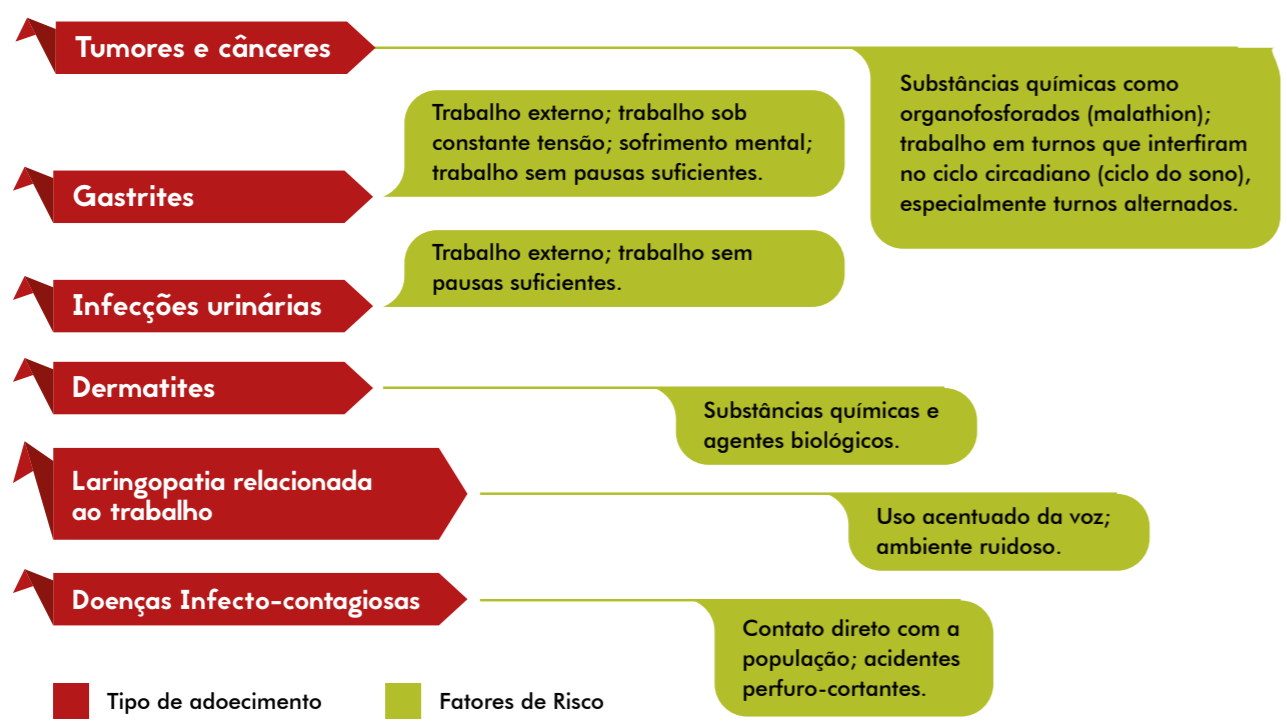 Tumores e cânceres
Substâncias químicas como
organofosforados (malathion);
trabalho em turnos que interfiram
no ciclo circadiano (ciclo do sono),
especialmente turnos alternados.
Gastrites
Trabalho externo; trabalho sob
constante tensão; sofrimento mental;
trabalho sem pausas suficientes.
Infecções urinárias
Trabalho externo; trabalho sem
pausas suficientes.
Dermatites
Substâncias químicas e
agentes biológicos.
Laringopatia relacionada
ao trabalho
Uso acentuado da voz;
ambiente ruidoso.
Doenças Infecto-contagiosas
Contato direto com a
população; acidentes
perfuro-cortantes.
Tipo de adoecimento
Fatores de Risco